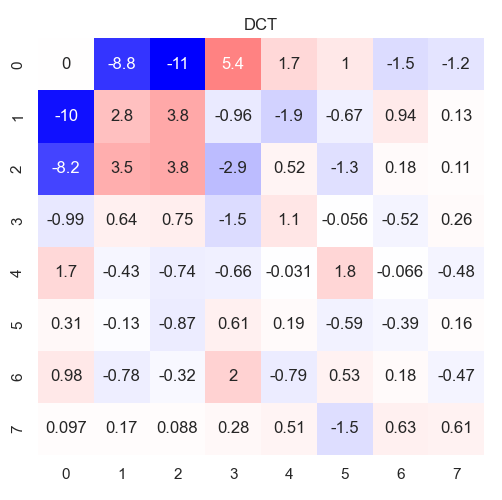 DCT
0 0 -8.8 -11 5.4 1.7 1 -1.5 -1.2
1 -10 2.8 3.8 -0.96 -1.9 -0.67 0.94 0.13
2 -8.2 3.5 3.8 -2.9 0.52 -1.3 0.18 0.11
3 -0.99 0.64 0.75 -1.5 1.1 -0.056 -0.52 0.26
4 1.7 -0.43 -0.74 -0.66 -0.031 1.8 -0.066 -0.48
5 0.31 -0.13 -0.87 0.61 0.19 -0.59 -0.39 0.16
6 0.98 -0.78 -0.32 2 -0.79 0.53 0.18 -0.47
7 0.097 0.17 0.088 0.28 0.51 -1.5 0.63 0.61
0 1 2 3 4 5 6 7